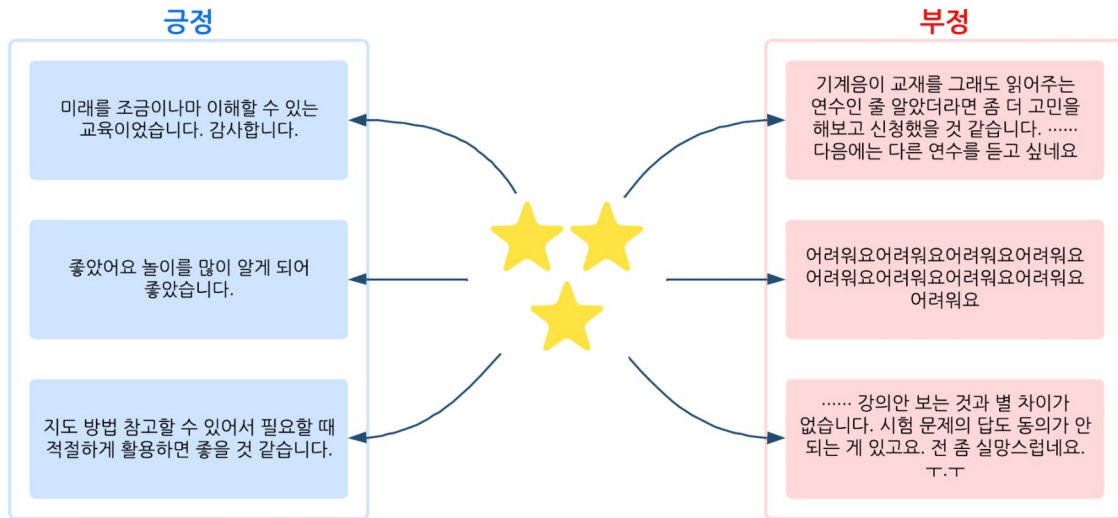 긍정
미래를 조금이나마 이해할 수 있는
교육이었습니다. 감사합니다.
좋았어요 놀이를 많이 알게 되어
좋았습니다.
지도 방법 참고할 수 있어서 필요할 때
적절하게 활용하면 좋을 것 같습니다.
부정
기계음이 교재를 그래도 읽어주는
연수인 줄 알았더라면 좀 더 고민을
해보고 신청했을 것 같습니다. ……
다음에는 다른 연수를 듣고 싶네요
어려워요어려워요어려워요어려워요
어려워요어려워요어려워요어려워요
어려워요
…… 강의안 보는 것과 별 차이가
없습니다. 시험 문제의 답도 동의가 안
되는 게 있고요. 전 좀 실망스럽네요.
ㅜ.ㅜ